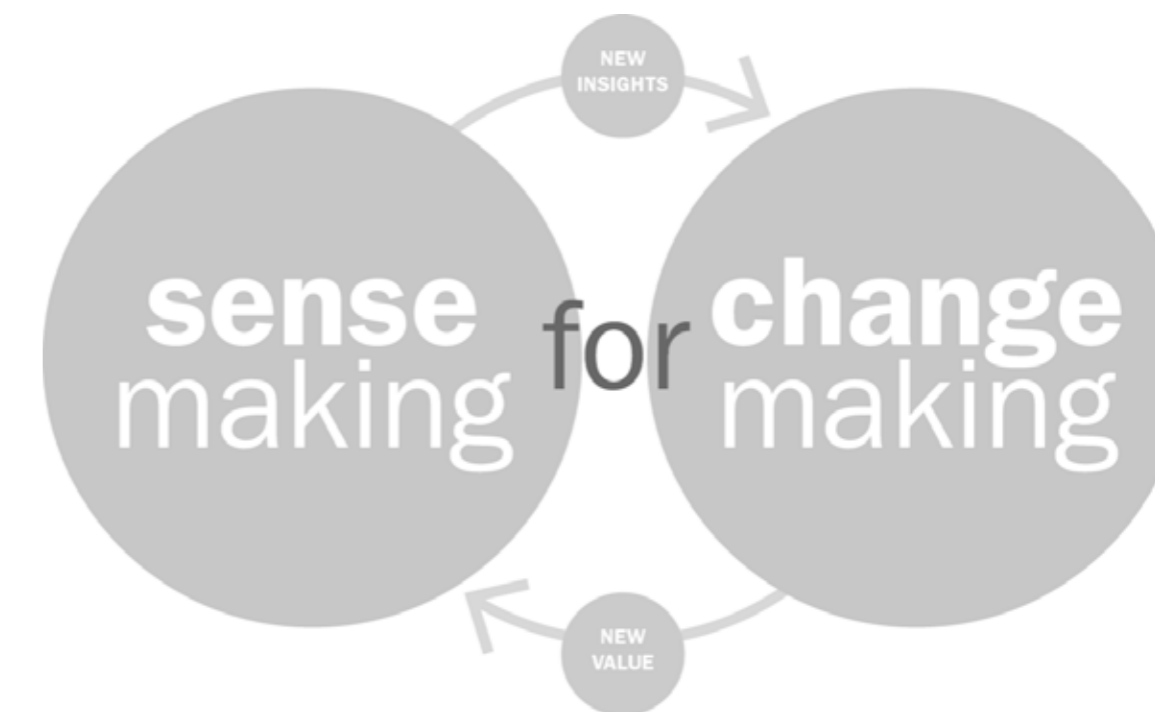 NEW
INSIGHTS
sense
making
for
change
making
NEW
VALUE